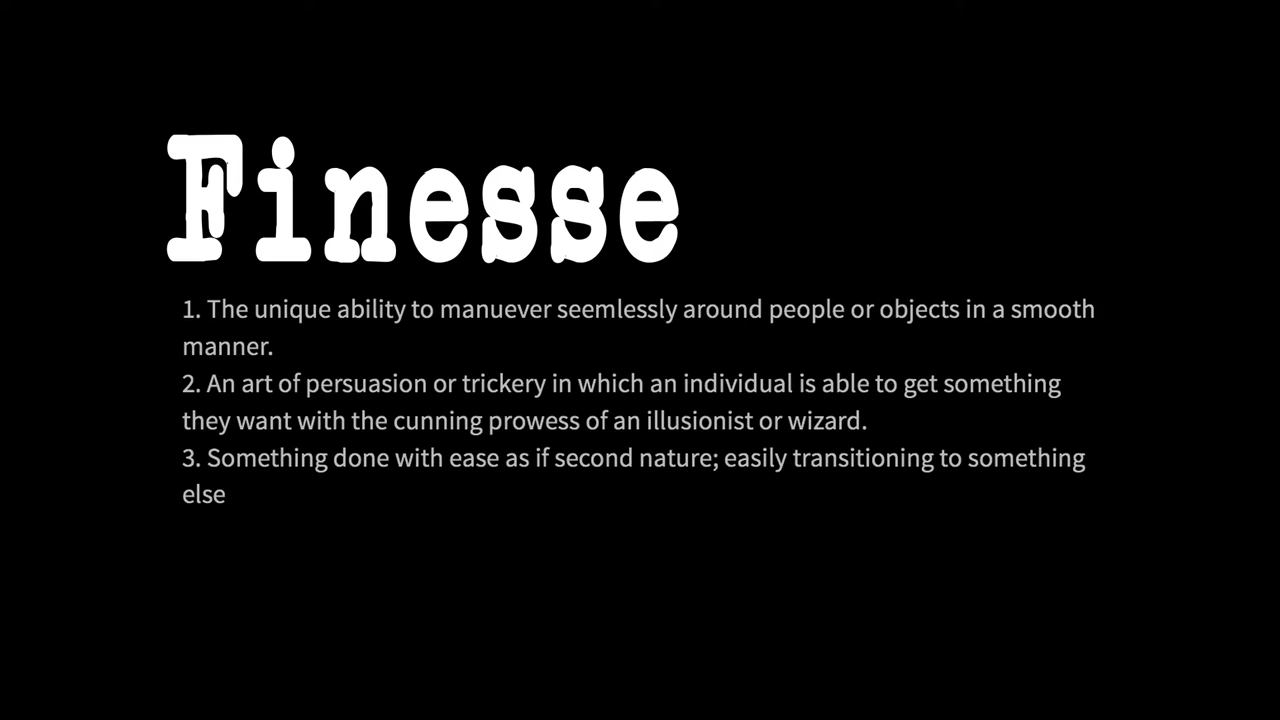 Finesse
1. The unique ability to manuever seemlessly around people or objects in a smooth
manner.
2. An art of persuasion or trickery in which an individual is able to get something
they want with the cunning prowess of an illusionist or wizard.
3. Something done with ease as if second nature; easily transitioning to something
else